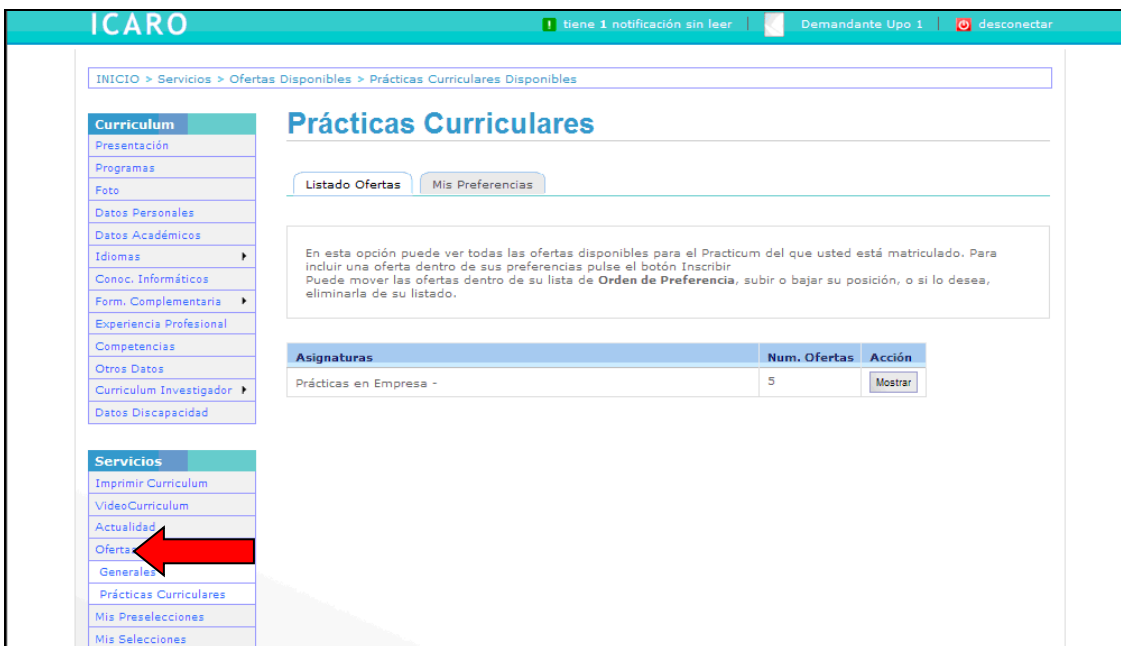 ICARO
tiene 1 notificación sin leer | Demandante Upo 1 | desconectar
INICIO > Servicios > Ofertas Disponibles > Prácticas Curriculares Disponibles
Curriculum
Presentación
Programas
Foto
Datos Personales
Datos Académicos
Idiomas
Conoc. Informáticos
Form. Complementaria
Experiencia Profesional
Competencias
Otros Datos
Curriculum Investigador
Datos Discapacidad
Servicios
Imprimir Curriculum
VideoCurriculum
Actualidad
Generales
Prácticas Curriculares
Mis Preselecciones
Mis Selecciones
Prácticas Curriculares
Listado Ofertas Mis Preferencias
En esta opción puede ver todas las ofertas disponibles para el Practicum del que usted está matriculado. Para
incluir una oferta dentro de sus preferencias pulse el botón Inscribir
Puede mover las ofertas dentro de su lista de Orden de Preferencia, subir o bajar su posición, o si lo desea,
eliminarla de su listado.
Asignaturas Num. Ofertas Acción
Prácticas en Empresa - 5 Mostrar